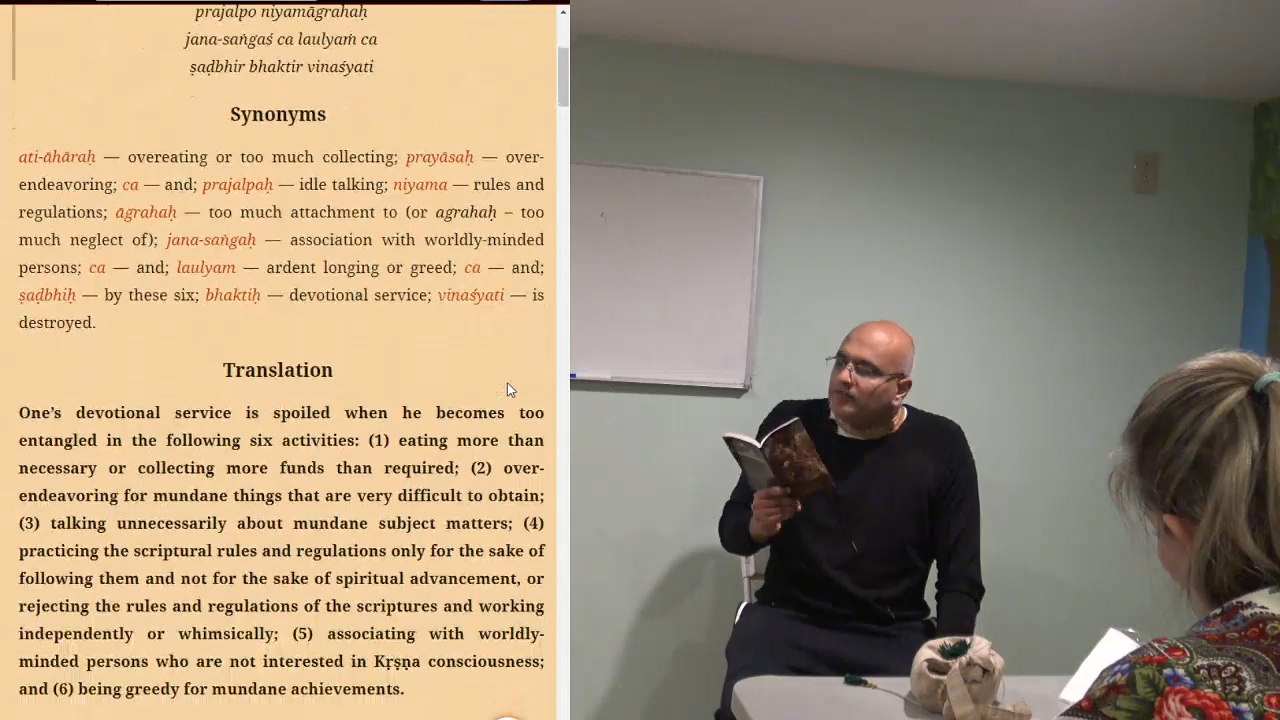 prajalpo niyamāgrahaḥ
jana-saṅgaś ca laulyaṁ ca
ṣaḍbhir bhaktir vinaśyati
Synonyms
ati-āhāraḥ — overeating or too much collecting; prayāsaḥ — over-
endeavoring; ca — and; prajalpaḥ — idle talking; niyama — rules and
regulations; āgrahaḥ — too much attachment to (or agrahaḥ – too
much neglect of); jana-saṅgaḥ — association with worldly-minded
persons; ca — and; laulyam — ardent longing or greed; ca — and;
ṣaḍbhiḥ — by these six; bhaktiḥ — devotional service; vinaśyati — is
destroyed.
Translation
One’s devotional service is spoiled when he becomes too
entangled in the following six activities: (1) eating more than
necessary or collecting more funds than required; (2) over-
endeavoring for mundane things that are very difficult to obtain;
(3) talking unnecessarily about mundane subject matters; (4)
practicing the scriptural rules and regulations only for the sake of
following them and not for the sake of spiritual advancement, or
rejecting the rules and regulations of the scriptures and working
independently or whimsically; (5) associating with worldly-
minded persons who are not interested in Kṛṣṇa consciousness;
and (6) being greedy for mundane achievements.